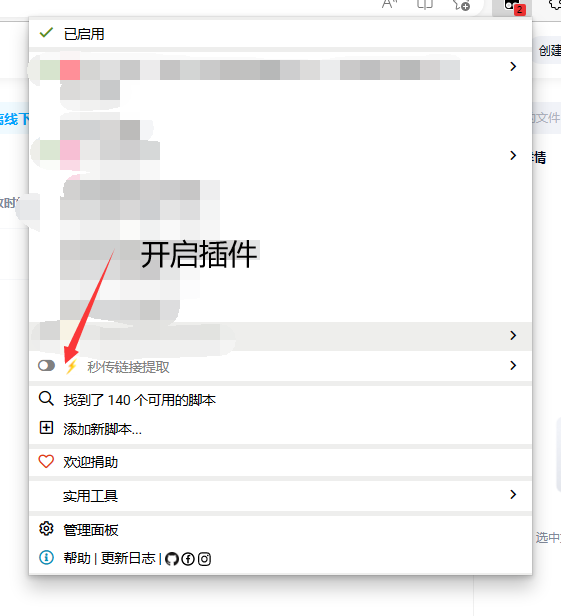 2
已启用
创建
离线下
文件
情
时
开启插件
秒传链接提取
找到了 140 个可用的脚本
添加新脚本...
欢迎捐助
实用工具
管理面板
选中
帮助 | 更新日志 |